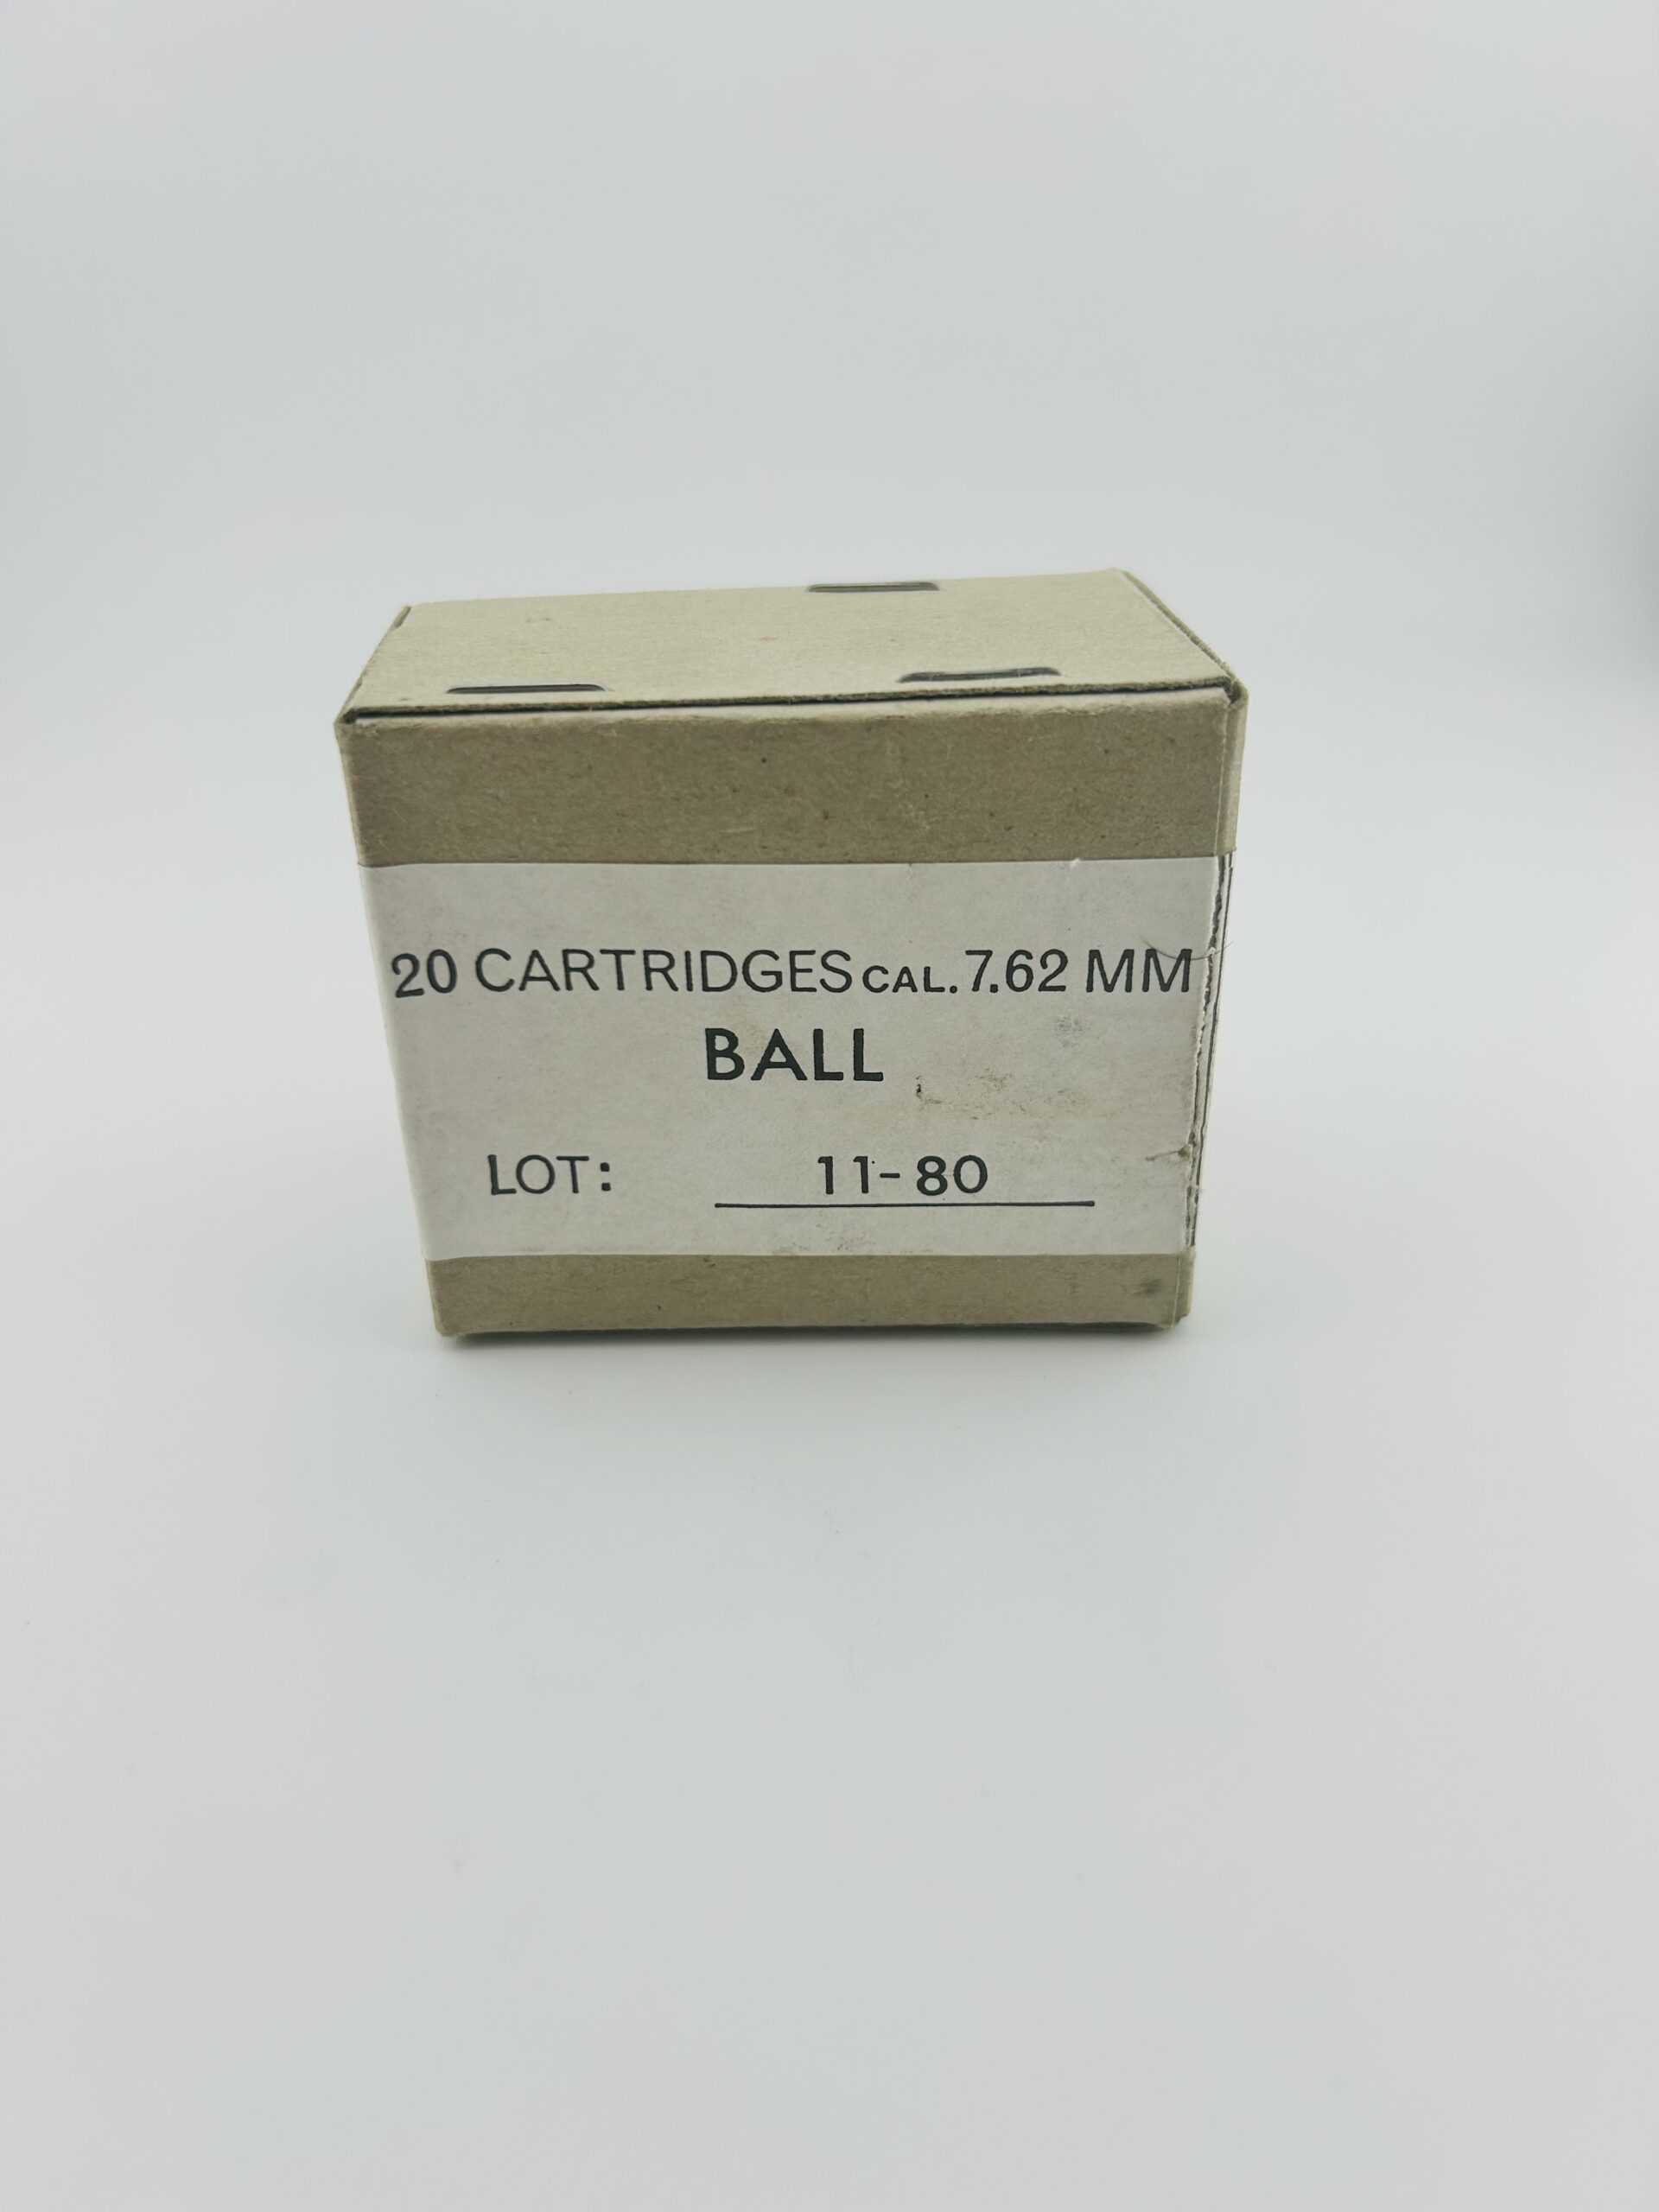 20 CARTRIDGES CAL. 7.62 MM
BALL
LOT: 11-80